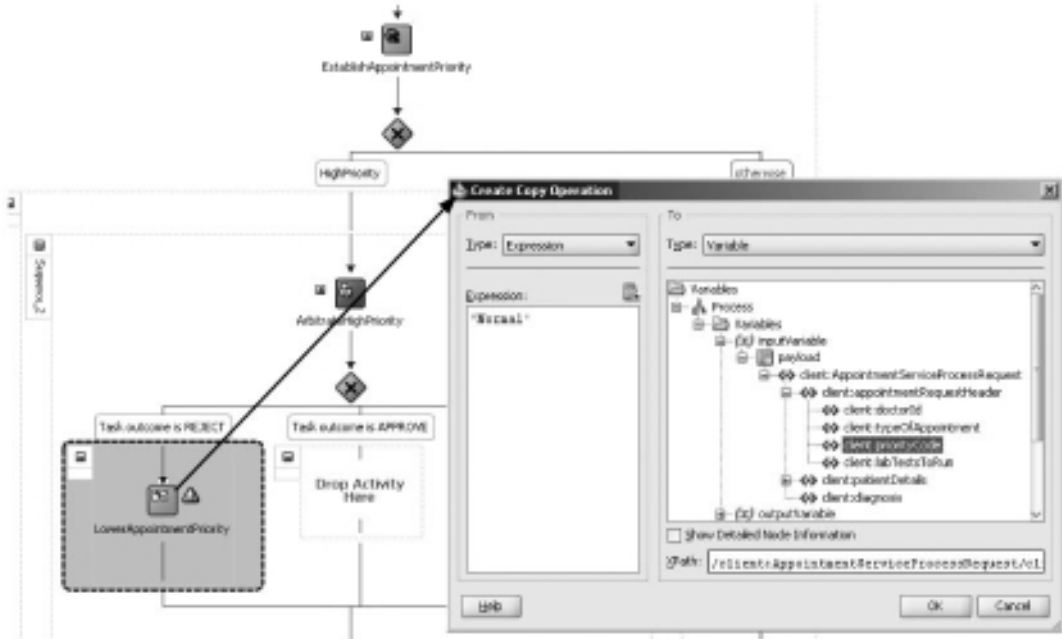 EstablishAppointmentPriority
HighPriority
otherwise
Sequence_2
ArbitrateHighPriority
Task outcome is REJECT
Task outcome is APPROVE
Drop Activity
Here
LowerAppointmentPriority
Create Copy Operation
From
Type: Expression
Expression:
'Normal'
To
Type: Variable
Variables
Process
Variables
(x) inputVariable
payload
client:AppointmentServiceProcessRequest
client:appointmentRequestHeader
client:doctorId
client:typeOfAppointment
client:priorityCode
client:labTestsToRun
client:patientDetails
client:diagnosis
(x) outputVariable
Show Detailed Node Information
XPath: /client:AppointmentServiceProcessRequest/cl
Help
OK
Cancel